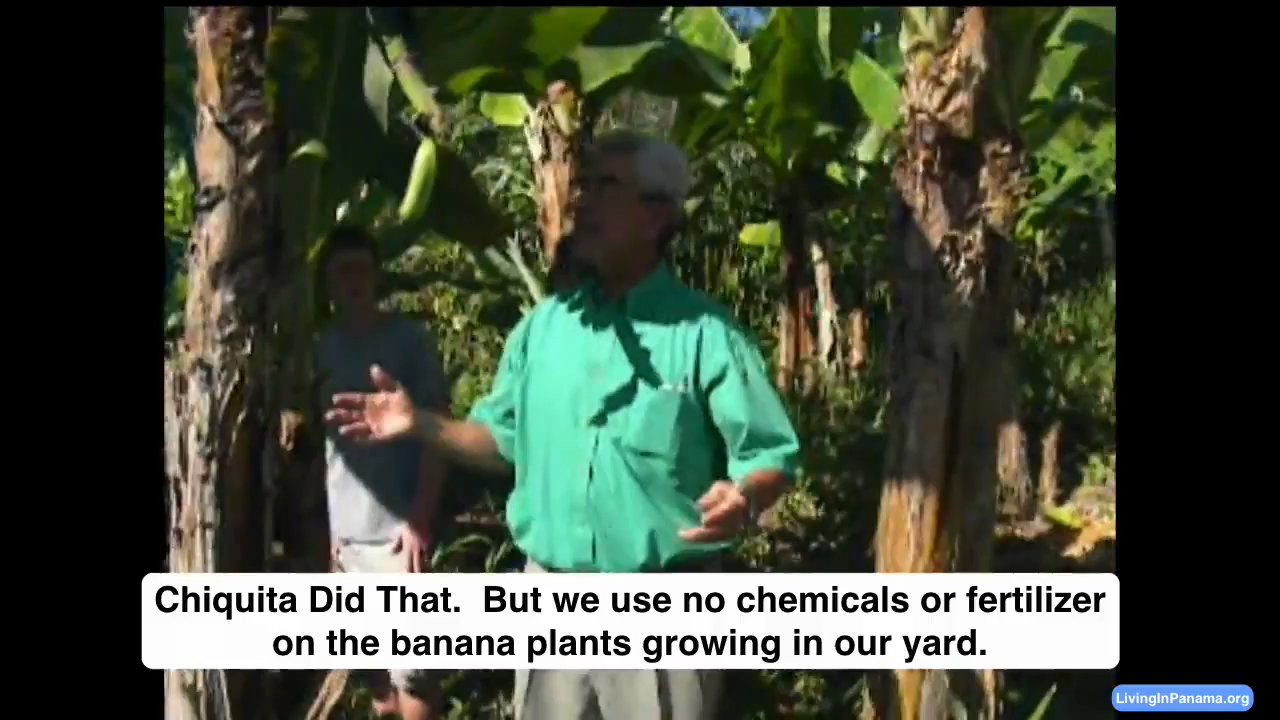 Chiquita Did That.  But we use no chemicals or fertilizer
on the banana plants growing in our yard.
LivingInPanama.org